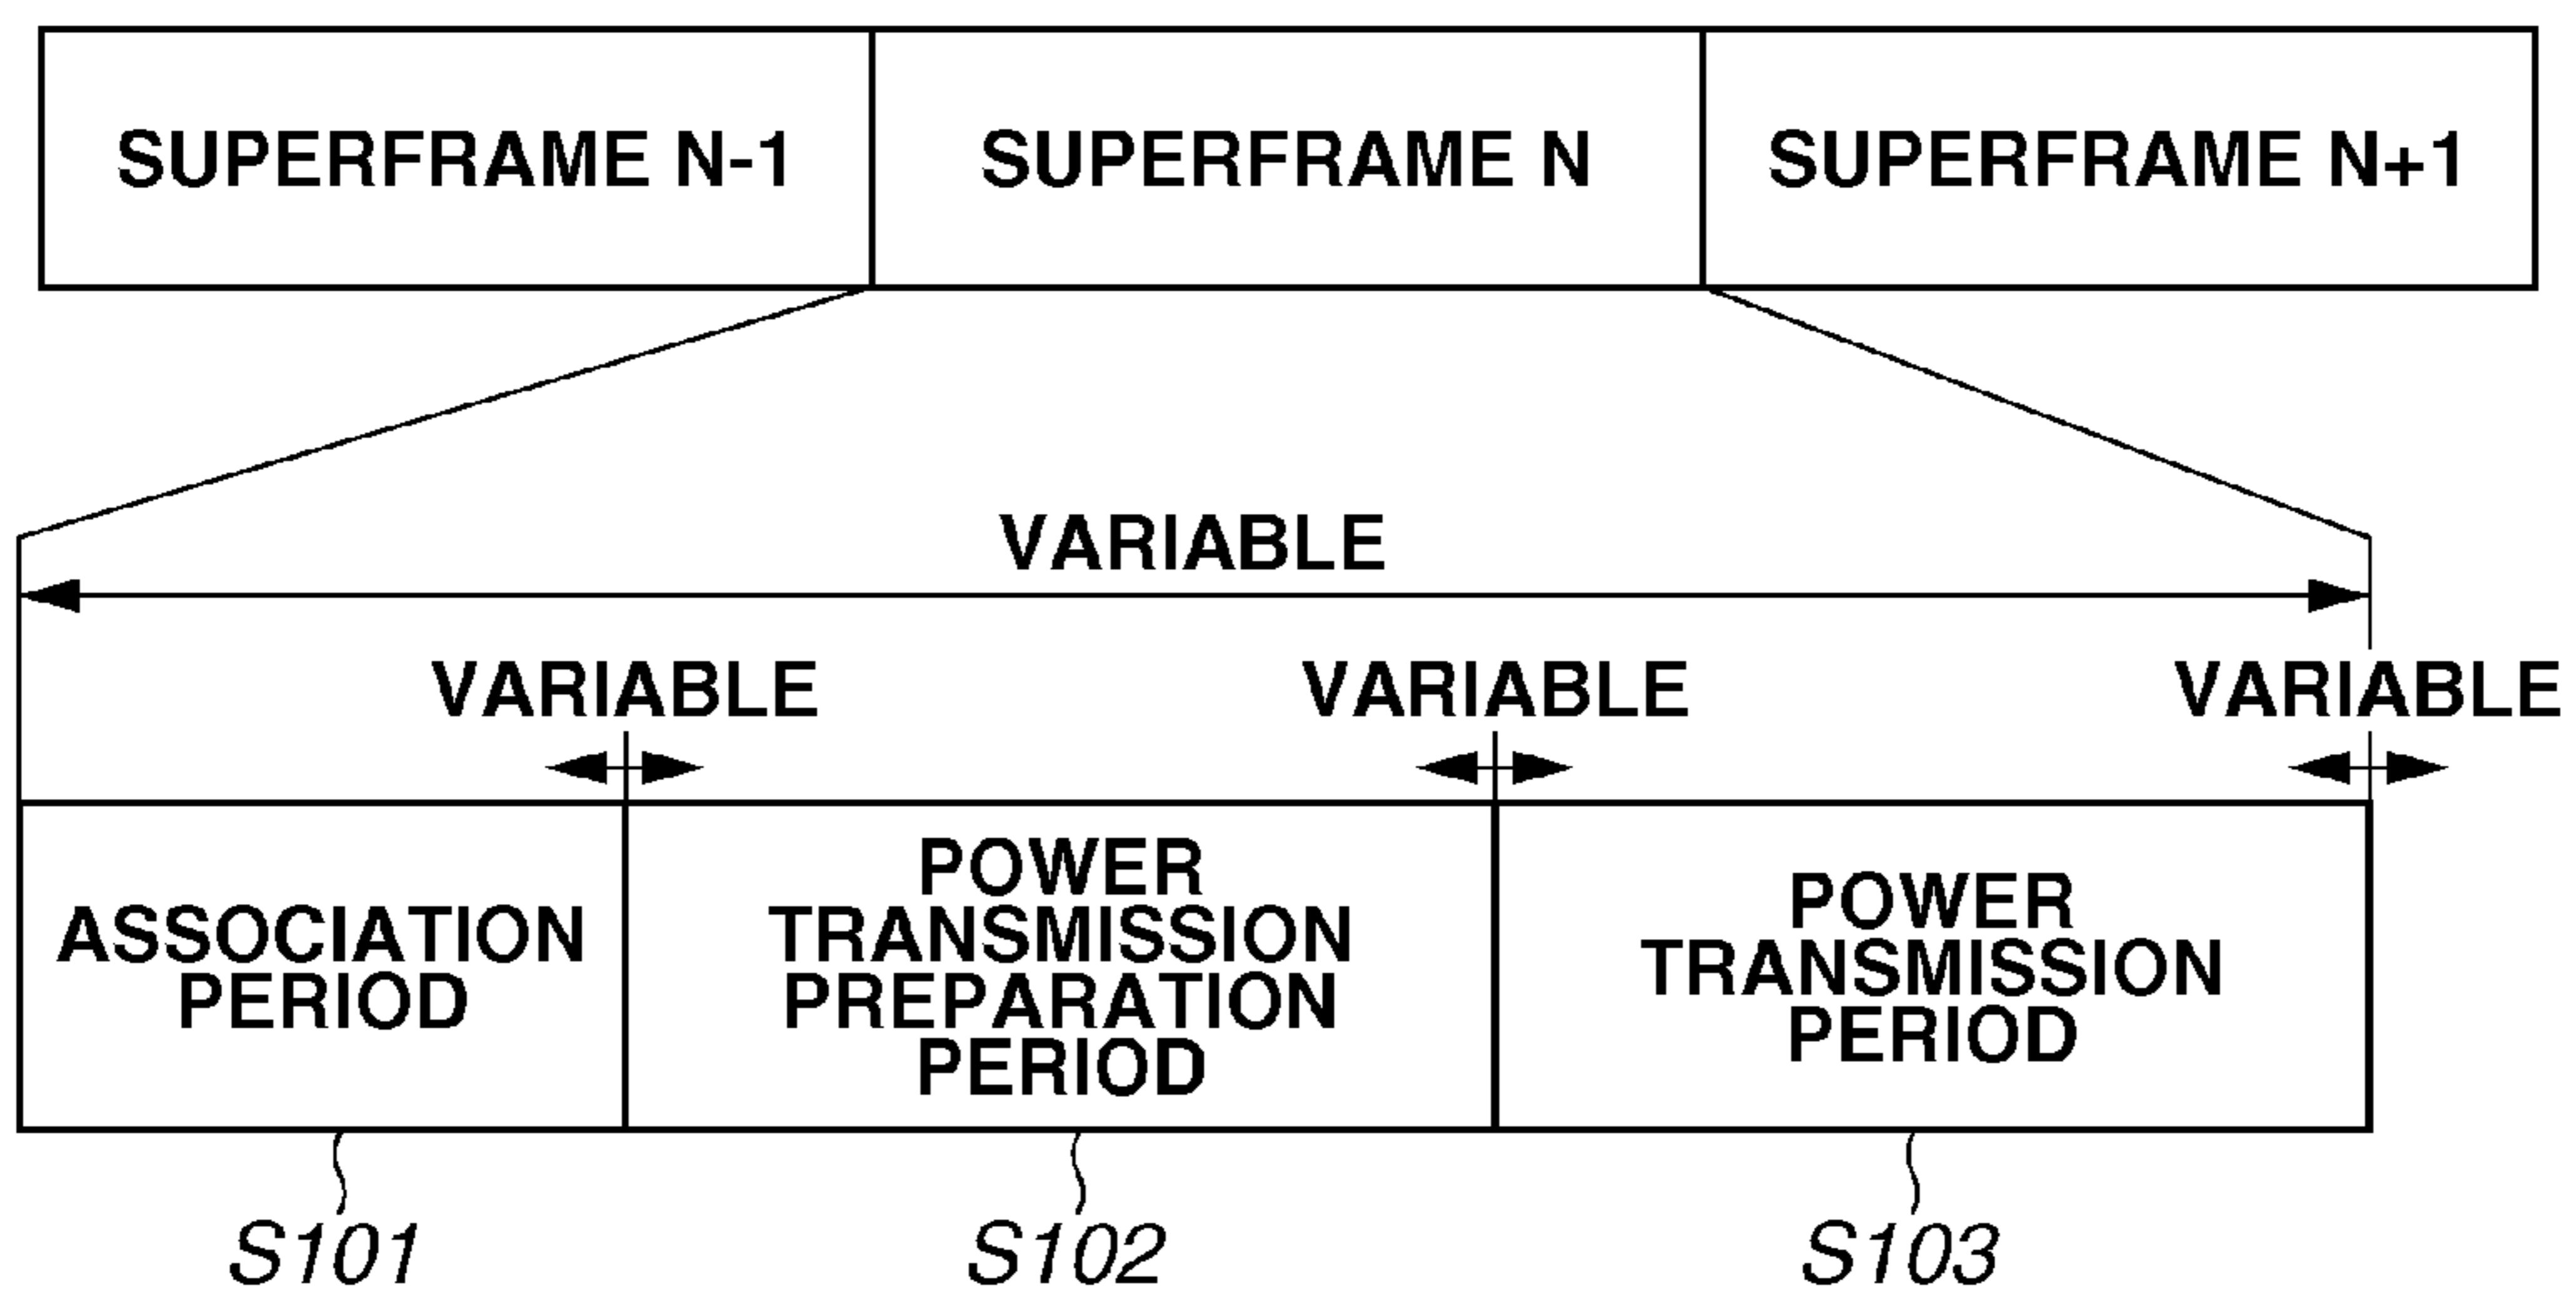 SUPERFRAME N-1
SUPERFRAME N
SUPERFRAME N+1
VARIABLE
VARIABLE
VARIABLE
VARIABLE
ASSOCIATION
PERIOD
POWER
TRANSMISSION
PREPARATION
PERIOD
POWER
TRANSMISSION
PERIOD
S101
S102
S103